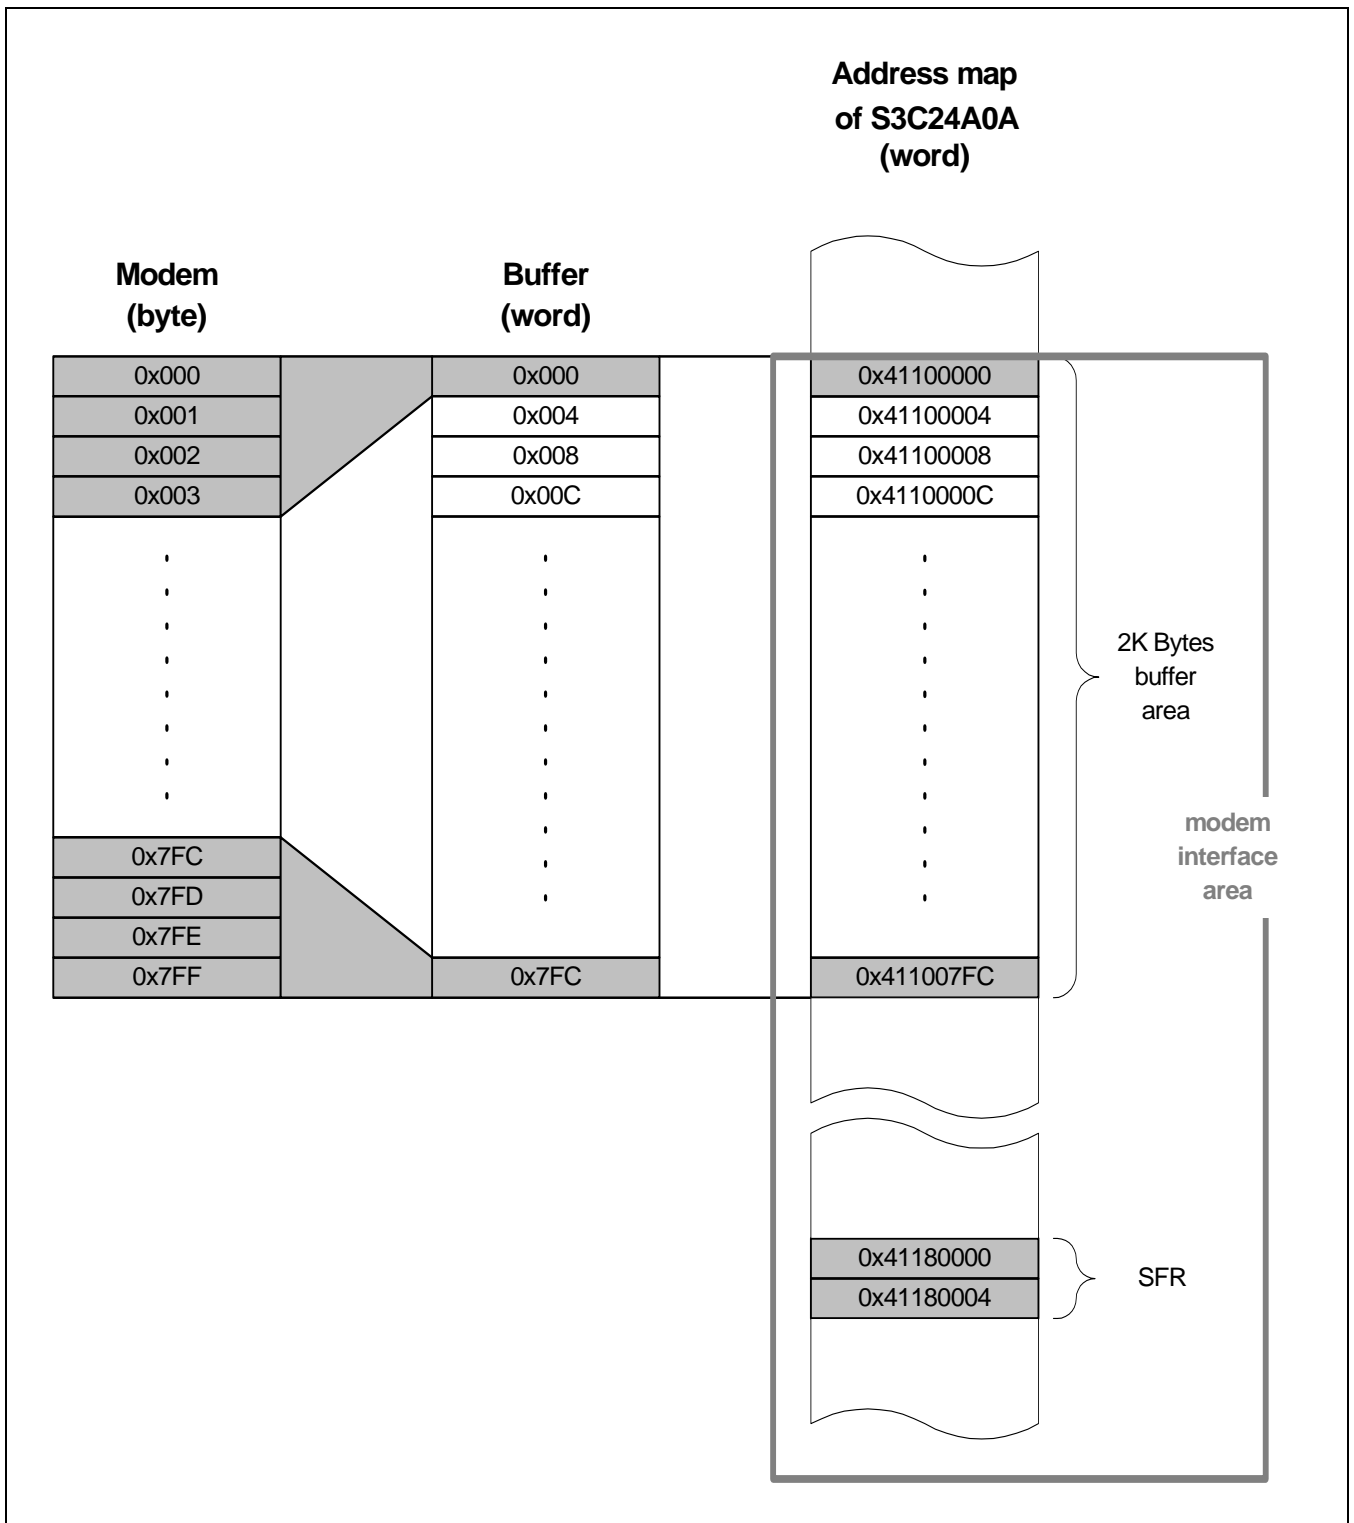 Address map
of S3C24A0A
(word)
Modem
(byte)
Buffer
(word)
0x000
0x001
0x002
0x003
0x7FC
0x7FD
0x7FE
0x7FF
0x000
0x004
0x008
0x00C
0x7FC
0x41100000
0x41100004
0x41100008
0x4110000C
0x411007FC
2K Bytes
buffer
area
modem
interface
area
0x41180000
0x41180004
SFR